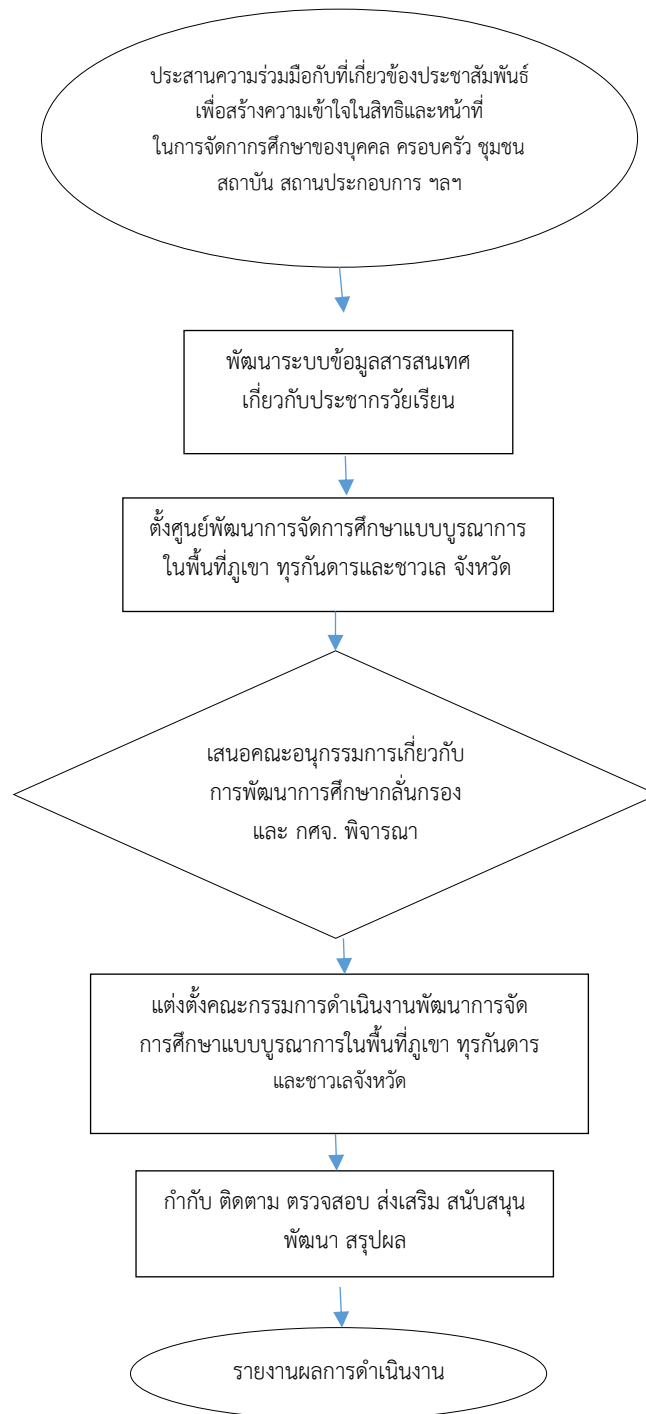 ประสานความร่วมมือกับที่เกี่ยวข้องประชาสัมพันธ์
เพื่อสร้างความเข้าใจในสิทธิและหน้าที่
ในการจัดกากรศึกษาของบุคคล ครอบครัว ชุมชน
สถาบัน สถานประกอบการ ฯลฯ
พัฒนาระบบข้อมูลสารสนเทศ
เกี่ยวกับประชากรวัยเรียน
ตั้งศูนย์พัฒนาการจัดการศึกษาแบบบูรณาการ
ในพื้นที่ภูเขา ทุรกันดารและชาวเล จังหวัด
เสนอคณะอนุกรรมการเกี่ยวกับ
การพัฒนาการศึกษากลั่นกรอง
และ กศจ. พิจารณา
แต่งตั้งคณะกรรมการดำเนินงานพัฒนาการจัด
การศึกษาแบบบูรณาการในพื้นที่ภูเขา ทุรกันดาร
และชาวเลจังหวัด
กำกับ ติดตาม ตรวจสอบ ส่งเสริม สนับสนุน
พัฒนา สรุปผล
รายงานผลการดำเนินงาน